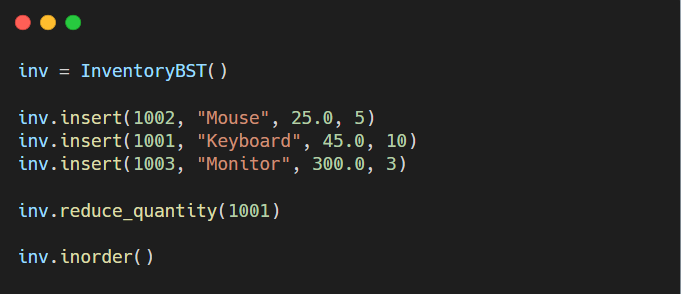 inv = InventoryBST()
inv.insert(1002, "Mouse", 25.0, 5)
inv.insert(1001, "Keyboard", 45.0, 10)
inv.insert(1003, "Monitor", 300.0, 3)
inv.reduce_quantity(1001)
inv.inorder()